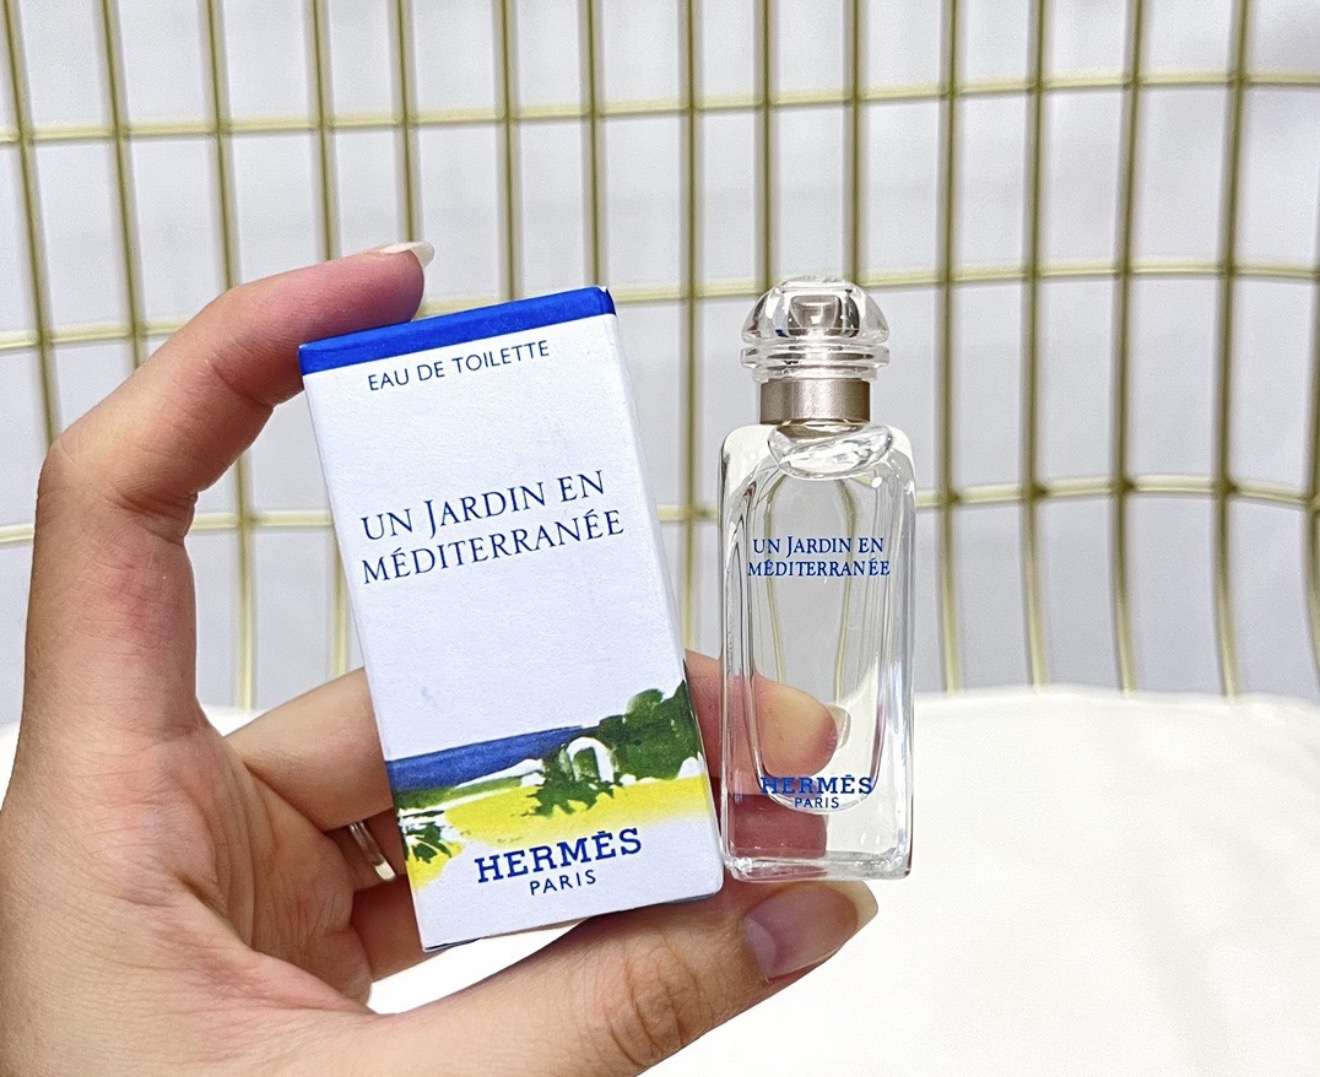 EAU DE TOILETTE
UN JARDIN EN
MÉDITERRANÉE
HERMÈS
PARIS
UN JARDIN EN
MÉDITERRANÉE
HERMÈS
PARIS